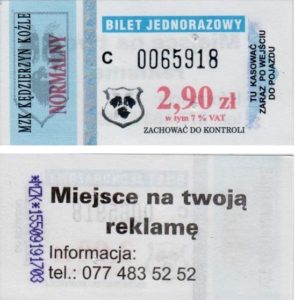 MZK KĘDZIERZYN KOŹLE
NORMALNY
BILET JEDNORAZOWY
C 0065918
2,90 zł
w tym 7 % VAT
ZACHOWAĆ DO KONTROLI
TU KASOWAĆ
ZARAZ PO WEJŚCIU
DO POJAZDU
Miejsce na twoją
reklamę
Informacja:
tel.: 077 483 52 52